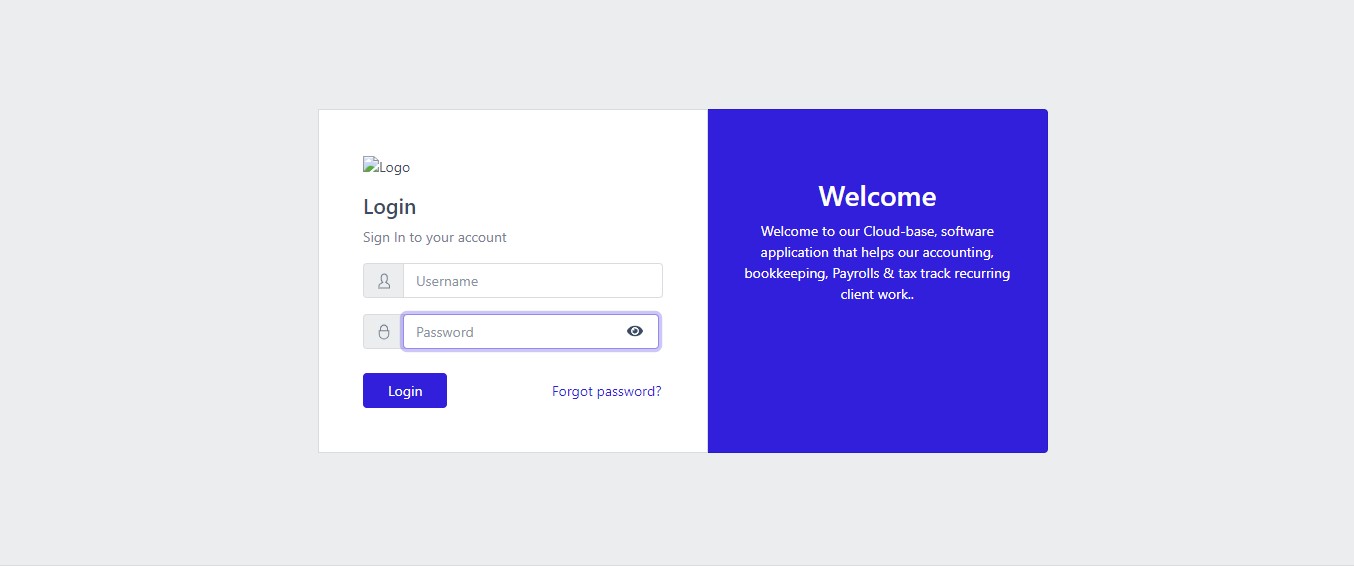 Logo
Login
Sign In to your account
Username
Password
Login
Forgot password?
Welcome
Welcome to our Cloud-base, software
application that helps our accounting,
bookkeeping, Payrolls & tax track recurring
client work..